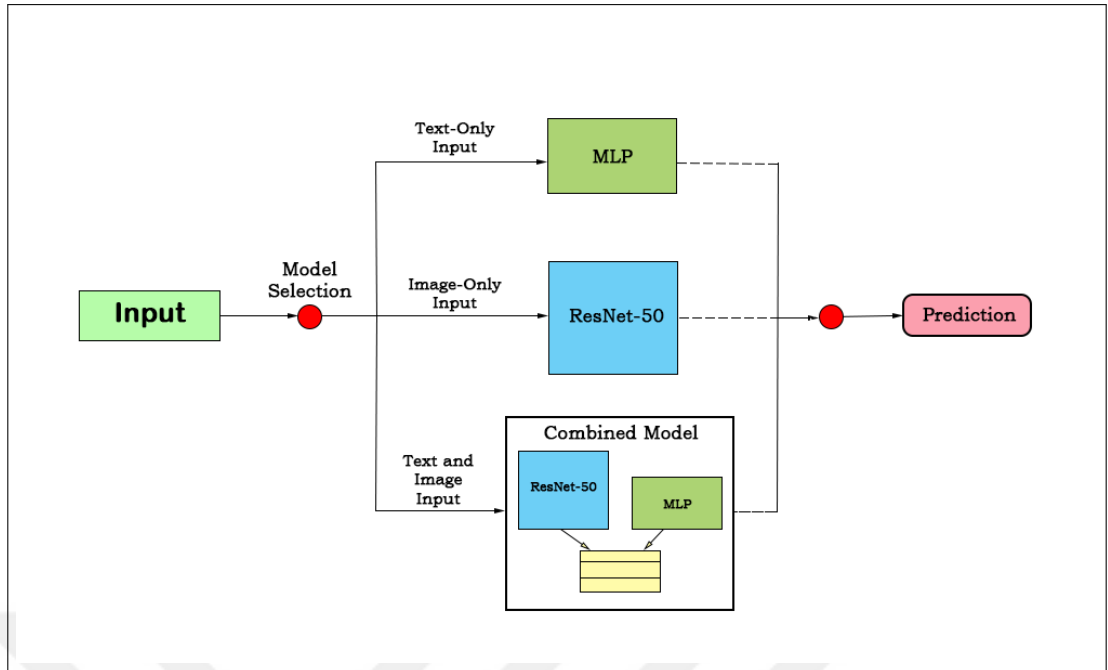 Text-Only
Input
MLP
Model
Selection
Image-Only
Input
Input
ResNet-50
Prediction
Combined Model
Text and
Image
Input
ResNet-50
MLP